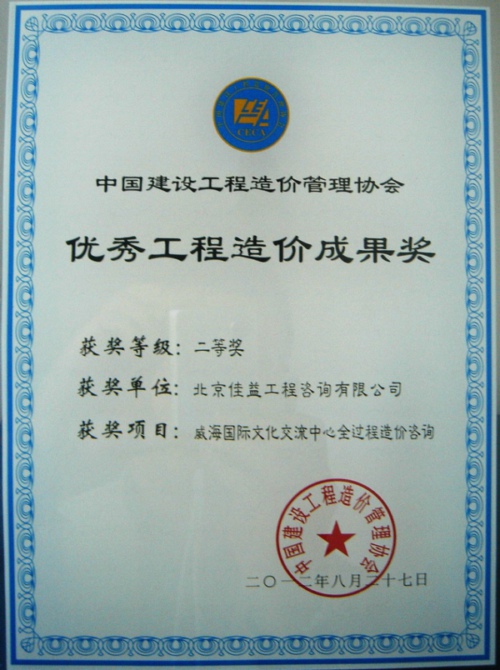 CECA
中国建设工程造价管理协会
优秀工程造价成果奖
获奖等级：二等奖
获奖单位：北京佳益工程咨询有限公司
获奖项目：威海国际文化交流中心全过程造价咨询
中国建设工程造价管理协会
二〇一二年八月二十七日